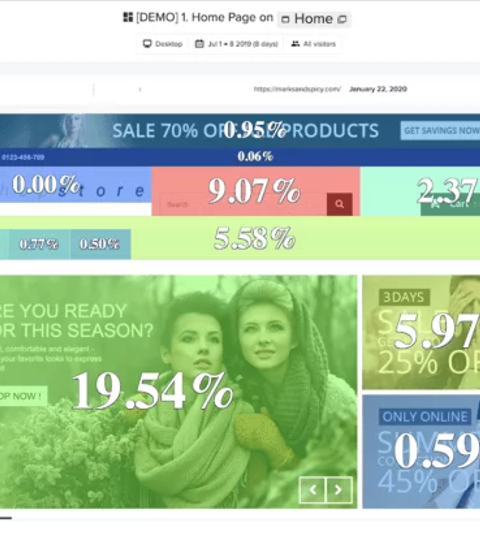 [DEMO] 1. Home Page on Home
Desktop Jul 1 • 8 2019 (8 days) All visitors
https://marksandspicy.com/ January 22, 2020
SALE 70% OFF PRODUCTS
0.95%
GET SAVINGS NOW
0123-456-789
0.06%
0.00%
store
Search
9.07%
2.37
Cart
0.77%
0.50%
5.58%
RE YOU READY
OR THIS SEASON?
, comfortable and elegant -
your favorite looks to express
OP NOW !
19.54%
3 DAYS
5.97
25% OF
ONLY ONLINE
0.59
45% OF